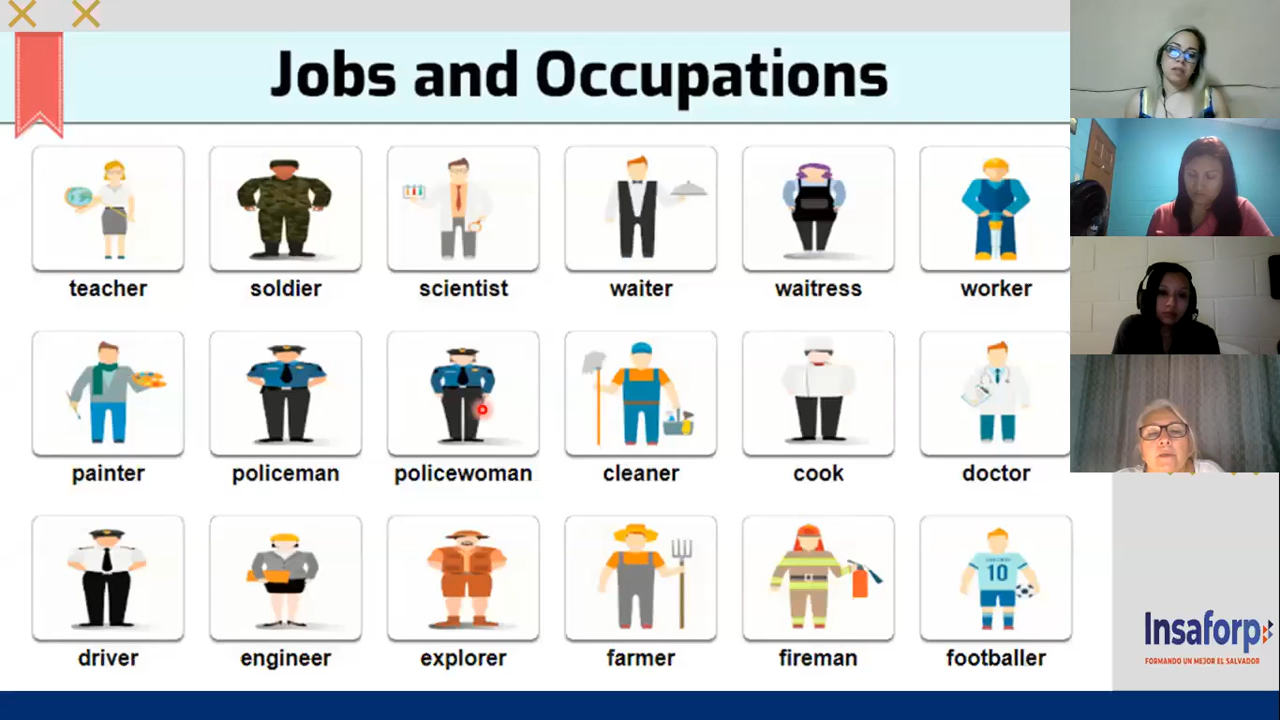 Jobs and Occupations
teacher
soldier
scientist
waiter
waitress
worker
painter
policeman
policewoman
cleaner
cook
doctor
driver
engineer
explorer
farmer
fireman
footballer
10
Insaforp
FORMANDO UN MEJOR EL SALVADOR